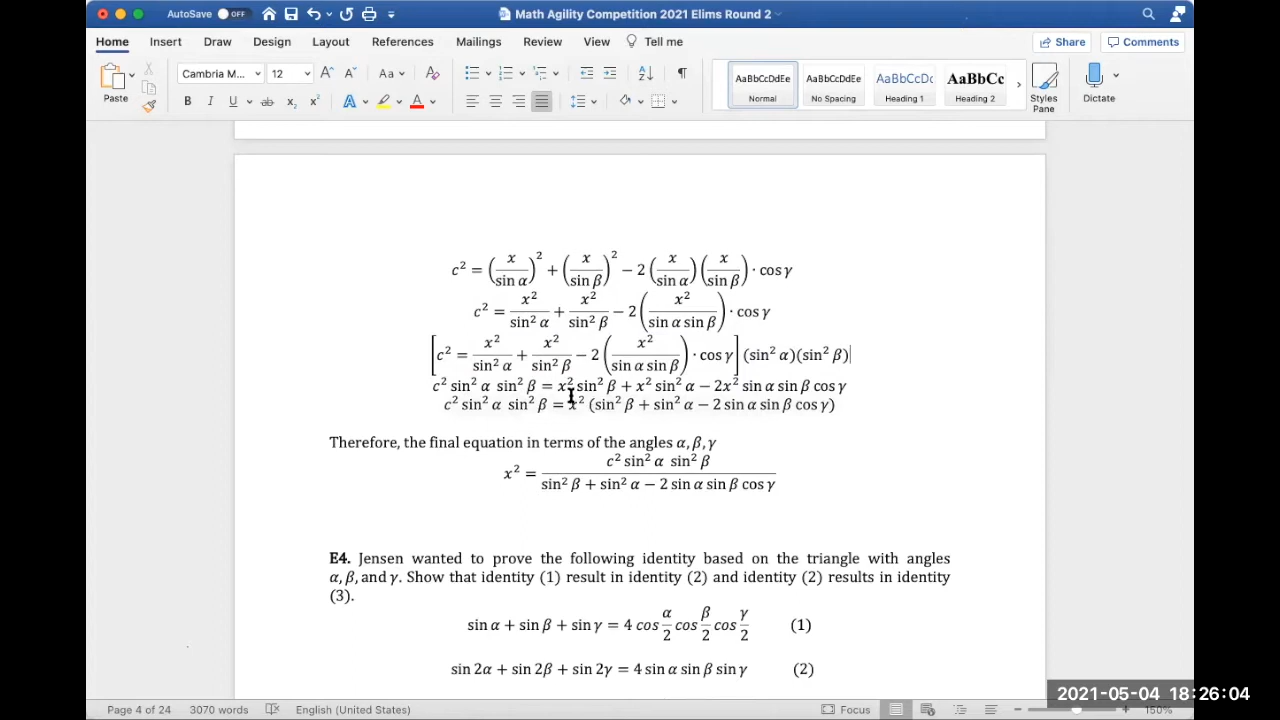 AutoSave OFF Math Agility Competition 2021 Elims Round 2
Home Insert Draw Design Layout References Mailings Review View Tell me Share Comments
Paste Cambria M... 12 A^ Aˇ Aa AaBbCcDdEe Normal AaBbCcDdEe No Spacing AaBbCcDc Heading 1 AaBbCc Heading 2 Styles Pane Dictate
B I U ab x₂ x² A A
c² = (x/sin α)² + (x/sin β)² − 2(x/sin α)(x/sin β) · cos γ
c² = x²/sin² α + x²/sin² β − 2(x²/sin α sin β) · cos γ
[c² = x²/sin² α + x²/sin² β − 2(x²/sin α sin β) · cos γ] (sin² α)(sin² β)
c² sin² α sin² β = x² sin² β + x² sin² α − 2x² sin α sin β cos γ
c² sin² α sin² β = x² (sin² β + sin² α − 2 sin α sin β cos γ)
Therefore, the final equation in terms of the angles α, β, γ
x² = c² sin² α sin² β / sin² β + sin² α − 2 sin α sin β cos γ
E4. Jensen wanted to prove the following identity based on the triangle with angles
α, β, and γ. Show that identity (1) result in identity (2) and identity (2) results in identity
(3).
sin α + sin β + sin γ = 4 cos α/2 cos β/2 cos γ/2 (1)
sin 2α + sin 2β + sin 2γ = 4 sin α sin β sin γ (2)
Page 4 of 24 3070 words English (United States) Focus 150%
2021-05-04 18:26:04